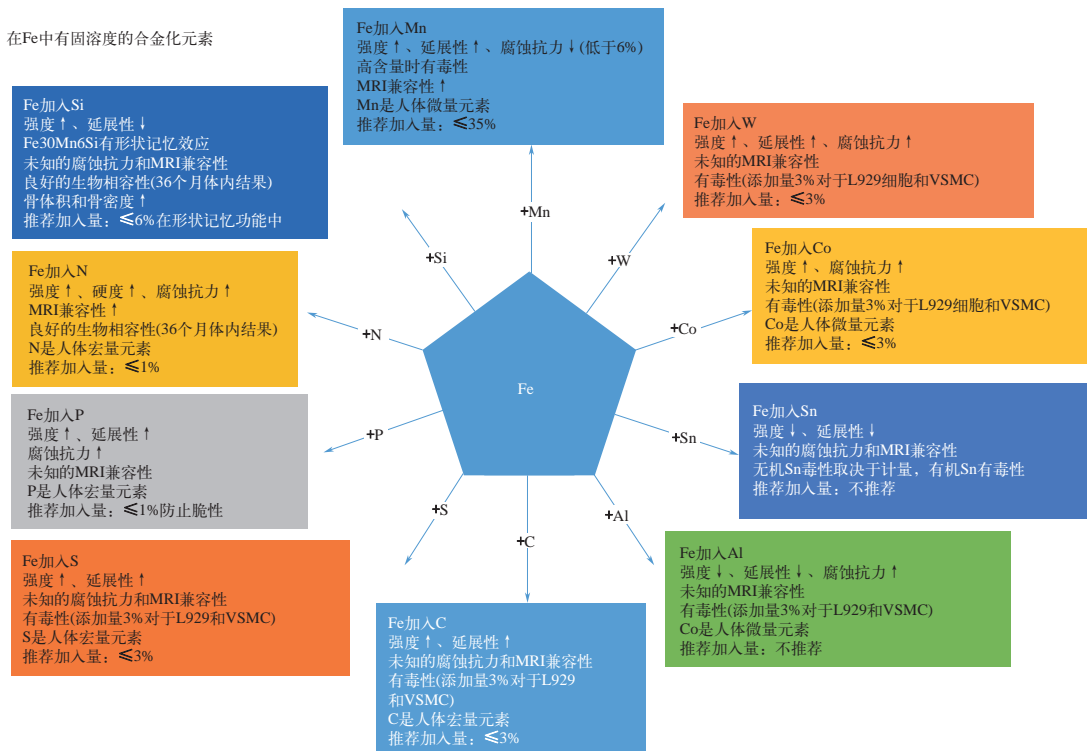 在Fe中有固溶度的合金化元素
Fe加入Mn
强度↑、延展性↑、腐蚀抗力↓(低于6%)
高含量时有毒性
MRI兼容性↑
Mn是人体微量元素
推荐加入量：≤35%
Fe加入Si
强度↑、延展性↓
Fe30Mn6Si有形状记忆效应
未知的腐蚀抗力和MRI兼容性
良好的生物相容性(36个月体内结果)
骨体积和骨密度↑
推荐加入量：≤6%在形状记忆功能中
Fe加入W
强度↑、延展性↑、腐蚀抗力↑
未知的MRI兼容性
有毒性(添加量3%对于L929细胞和VSMC)
推荐加入量：≤3%
Fe加入N
强度↑、硬度↑、腐蚀抗力↑
MRI兼容性↑
良好的生物相容性(36个月体内结果)
N是人体宏量元素
推荐加入量：≤1%
Fe加入Co
强度↑、腐蚀抗力↑
未知的MRI兼容性
有毒性(添加量3%对于L929细胞和VSMC)
Co是人体微量元素
推荐加入量：≤3%
+Mn
+Si
+W
+N
+Co
Fe
+P
+Sn
+S
+Al
+C
Fe加入P
强度↑、延展性↑
腐蚀抗力↑
未知的MRI兼容性
P是人体宏量元素
推荐加入量：≤1%防止脆性
Fe加入Sn
强度↓、延展性↓
未知的腐蚀抗力和MRI兼容性
无机Sn毒性取决于计量，有机Sn有毒性
推荐加入量：不推荐
Fe加入S
强度↑、延展性↑
未知的腐蚀抗力和MRI兼容性
有毒性(添加量3%对于L929和VSMC)
S是人体宏量元素
推荐加入量：≤3%
Fe加入C
强度↑、延展性↑
未知的腐蚀抗力和MRI兼容性
有毒性(添加量3%对于L929
和VSMC)
C是人体宏量元素
推荐加入量：≤3%
Fe加入Al
强度↓、延展性↓、腐蚀抗力↑
未知的MRI兼容性
有毒性(添加量3%对于L929和VSMC)
Co是人体微量元素
推荐加入量：不推荐